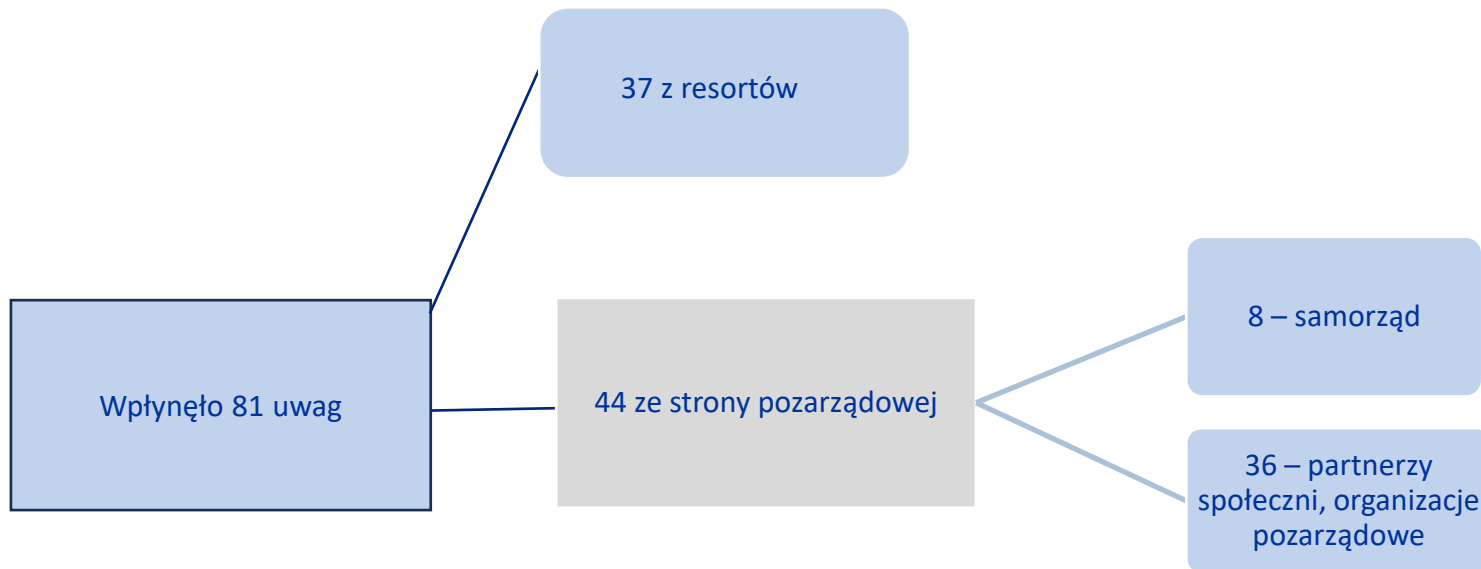 37 z resortów
Wpłynęło 81 uwag
44 ze strony pozarządowej
8 – samorząd
36 – partnerzy
społeczni, organizacje
pozarządowe